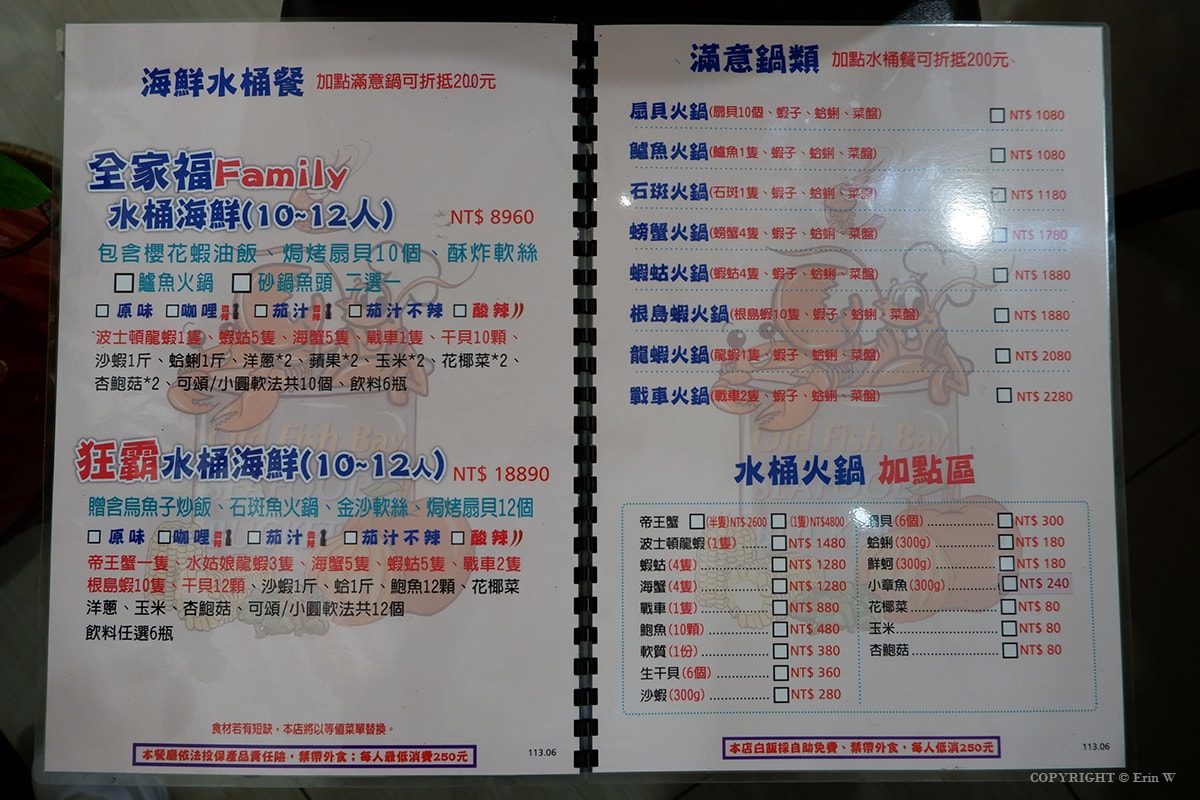 海鮮水桶餐 加點滿意鍋可折抵200元
全家福Family
水桶海鮮(10~12人) NT$ 8960
包含櫻花蝦油飯、焗烤扇貝10個、酥炸軟絲
鱸魚火鍋 砂鍋魚頭 二選一
原味 咖哩微辣 茄汁微辣 茄汁不辣 酸辣
波士頓龍蝦1隻、蝦蛄5隻、海蟹5隻、戰車1隻、干貝10顆、
沙蝦1斤、蛤蜊1斤、洋蔥*2、蘋果*2、玉米*2、花椰菜*2、
杏鮑菇*2、可頌/小圓軟法共10個、飲料6瓶
狂霸水桶海鮮(10~12人) NT$ 18890
贈含烏魚子炒飯、石斑魚火鍋、金沙軟絲、焗烤扇貝12個
原味 咖哩微辣 茄汁微辣 茄汁不辣 酸辣
帝王蟹一隻、水姑娘龍蝦3隻、海蟹5隻、蝦蛄5隻、戰車2隻
根島蝦10隻、干貝12顆、沙蝦1斤、蛤1斤、鮑魚12顆、花椰菜
洋蔥、玉米、杏鮑菇、可頌/小圓軟法共12個
飲料任選6瓶
食材若有短缺，本店將以等値菜單替換。
本餐廳依法投保產品責任險，禁帶外食；每人最低消費250元
113.06
Old Fish Bay
SEAFOOD
BUCKET
滿意鍋類 加點水桶餐可折抵200元
扇貝火鍋(扇貝10個、蝦子、蛤蜊、菜盤) NT$ 1080
鱸魚火鍋(鱸魚1隻、蝦子、蛤蜊、菜盤) NT$ 1080
石斑火鍋(石斑1隻、蝦子、蛤蜊、菜盤) NT$ 1180
螃蟹火鍋(螃蟹4隻、蝦子、蛤蜊、菜盤) NT$ 1780
蝦蛄火鍋(蝦蛄4隻、蝦子、蛤蜊、菜盤) NT$ 1880
根島蝦火鍋(根島蝦10隻、蝦子、蛤蜊、菜盤) NT$ 1880
龍蝦火鍋(龍蝦1隻、蝦子、蛤蜊、菜盤) NT$ 2080
戰車火鍋(戰車2隻、蝦子、蛤蜊、菜盤) NT$ 2280
Old Fish Bay
水桶火鍋 加點區
帝王蟹 (半隻)NT$ 2600 (1隻)NT$4800
波士頓龍蝦(1隻) ...... NT$ 1480
蝦蛄(4隻) ...... NT$ 1280
海蟹(4隻) ...... NT$ 1280
戰車(1隻) ...... NT$ 880
鮑魚(10顆) ...... NT$ 480
軟質(1份) ...... NT$ 380
生干貝(6個) ...... NT$ 360
沙蝦(300g) ...... NT$ 280
扇貝(6個) ...... NT$ 300
蛤蜊(300g) ...... NT$ 180
鮮蚵(300g) ...... NT$ 180
小章魚(300g) ...... NT$ 240
花椰菜 ...... NT$ 80
玉米 ...... NT$ 80
杏鮑菇 ...... NT$ 80
本店白飯採自助免費、禁帶外食，每人低消250元
113.06
COPYRIGHT © Erin W